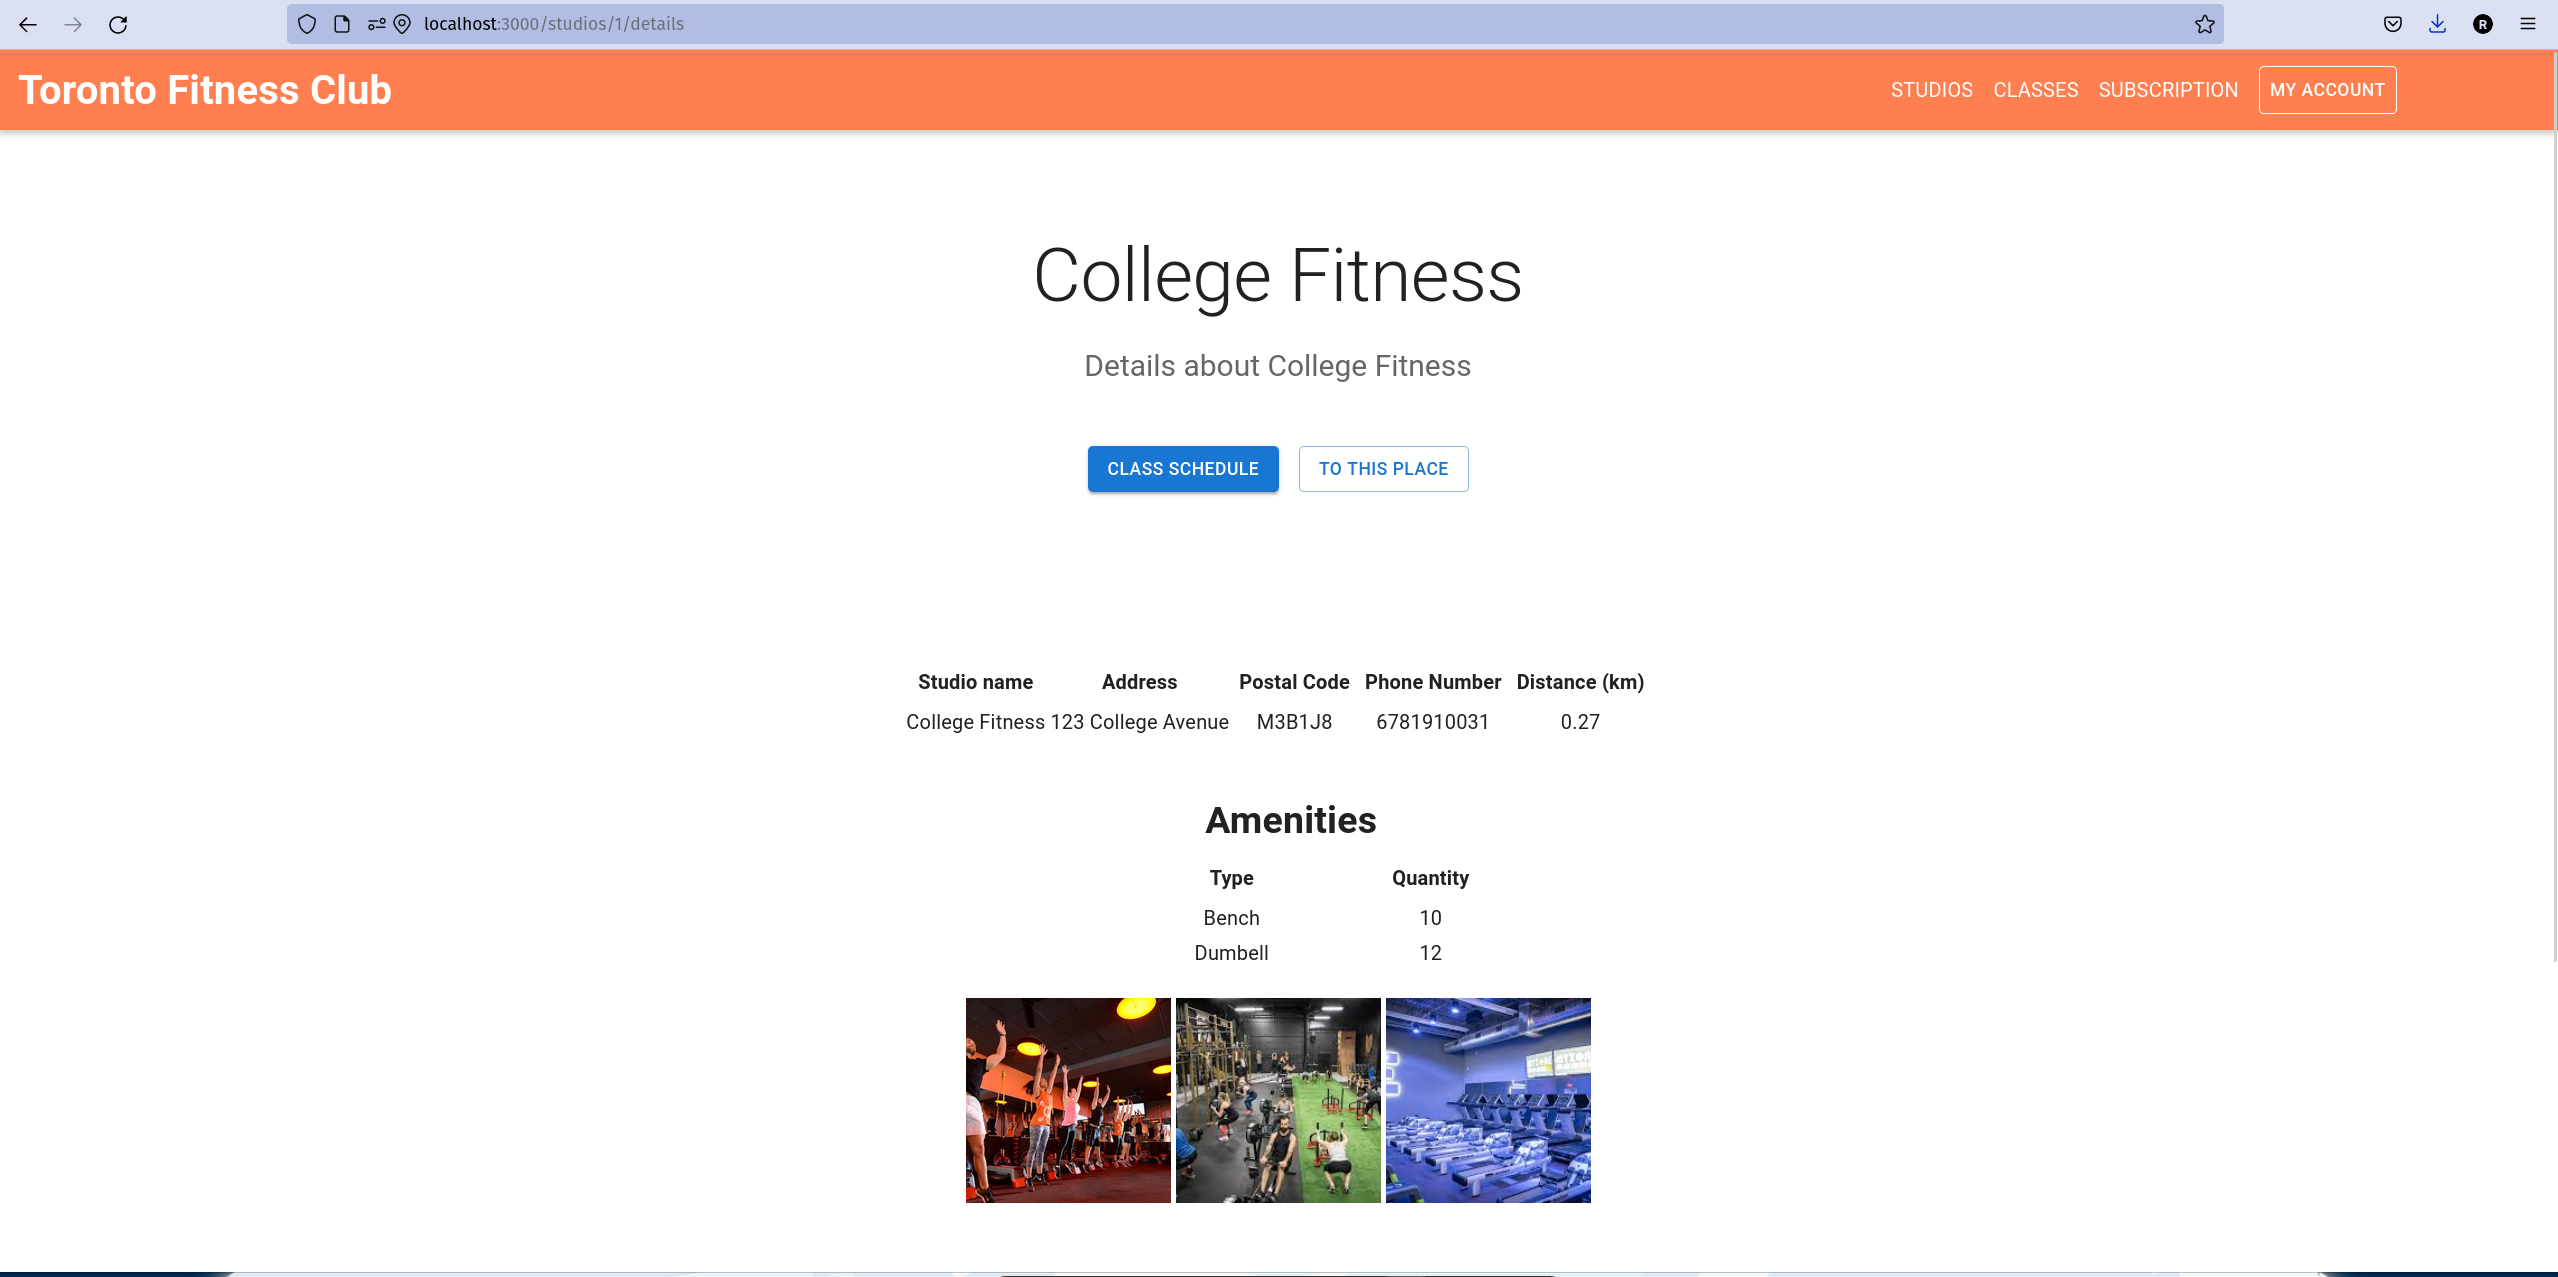 localhost:3000/studios/1/details
R
Toronto Fitness Club
STUDIOS CLASSES SUBSCRIPTION MY ACCOUNT
College Fitness
Details about College Fitness
CLASS SCHEDULE TO THIS PLACE
Studio name Address Postal Code Phone Number Distance (km)
College Fitness 123 College Avenue M3B1J8 6781910031 0.27
Amenities
Type Quantity
Bench 10
Dumbell 12